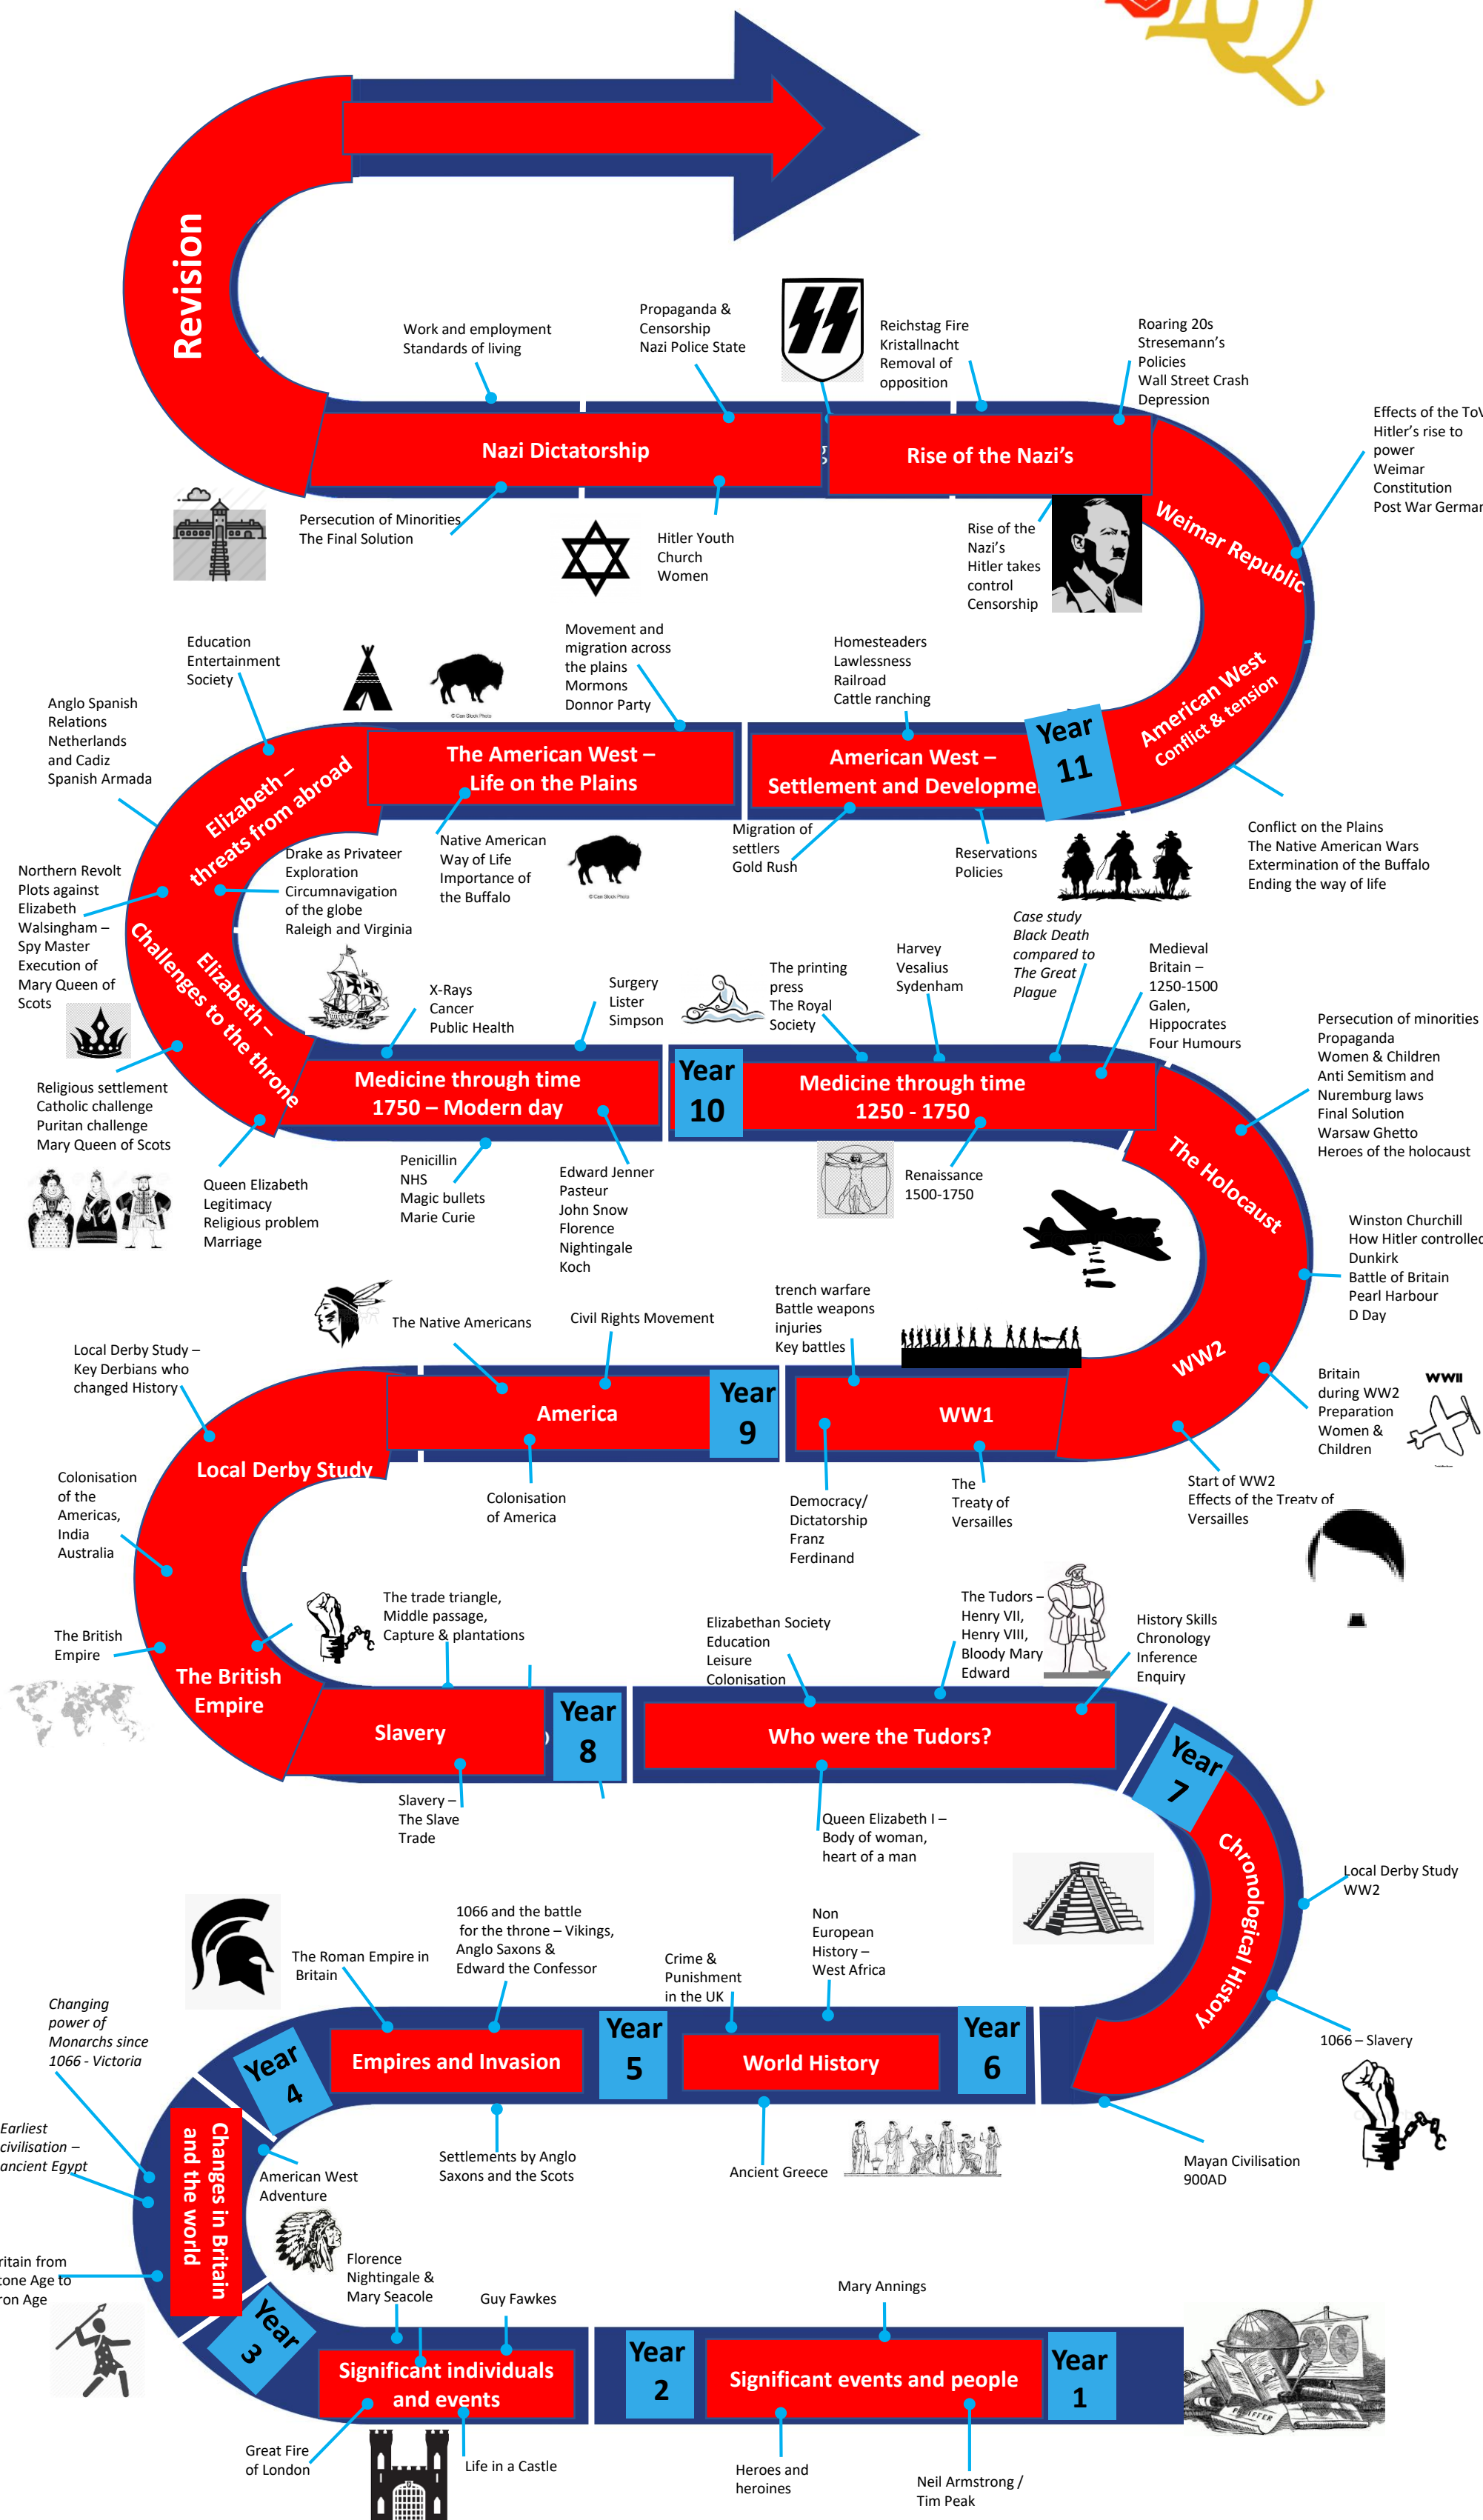 Revision
Work and employment
Standards of living
Propaganda &
Censorship
Nazi Police State
Reichstag Fire
Kristallnacht
Removal of
opposition
Roaring 20s
Stresemann's
Policies
Wall Street Crash
Depression
Effects of the ToV
Hitler's rise to
power
Weimar
Constitution
Post War German
Nazi Dictatorship
Rise of the Nazi's
Weimar Republic
Persecution of Minorities
The Final Solution
Hitler Youth
Church
Women
Rise of the
Nazi's
Hitler takes
control
Censorship
Education
Entertainment
Society
Movement and
migration across
the plains
Mormons
Donnor Party
Homesteaders
Lawlessness
Railroad
Cattle ranching
Anglo Spanish
Relations
Netherlands
and Cadiz
Spanish Armada
The American West –
Life on the Plains
American West –
Settlement and Developme
Year
11
American West
Conflict & tension
Elizabeth –
threats from abroad
Native American
Way of Life
Importance of
the Buffalo
Migration of
settlers
Gold Rush
Reservations
Policies
Conflict on the Plains
The Native American Wars
Extermination of the Buffalo
Ending the way of life
Northern Revolt
Plots against
Elizabeth
Walsingham –
Spy Master
Execution of
Mary Queen of
Scots
Drake as Privateer
Exploration
Circumnavigation
of the globe
Raleigh and Virginia
Elizabeth –
Challenges to the throne
X-Rays
Cancer
Public Health
Surgery
Lister
Simpson
The printing
press
The Royal
Society
Harvey
Vesalius
Sydenham
Case study
Black Death
compared to
The Great
Plague
Medieval
Britain –
1250-1500
Galen,
Hippocrates
Four Humours
Persecution of minorities
Propaganda
Women & Children
Anti Semitism and
Nuremburg laws
Final Solution
Warsaw Ghetto
Heroes of the holocaust
Religious settlement
Catholic challenge
Puritan challenge
Mary Queen of Scots
Medicine through time
1750 – Modern day
Year
10
Medicine through time
1250 - 1750
The Holocaust
Queen Elizabeth
Legitimacy
Religious problem
Marriage
Penicillin
NHS
Magic bullets
Marie Curie
Edward Jenner
Pasteur
John Snow
Florence
Nightingale
Koch
Renaissance
1500-1750
Winston Churchill
How Hitler controlled
Dunkirk
Battle of Britain
Pearl Harbour
D Day
The Native Americans
Civil Rights Movement
trench warfare
Battle weapons
injuries
Key battles
Local Derby Study –
Key Derbians who
changed History
America
Year
9
WW1
WW2
Britain
during WW2
Preparation
Women &
Children
WWII
Local Derby Study
Colonisation
of the
Americas,
India
Australia
Colonisation
of America
Democracy/
Dictatorship
Franz
Ferdinand
The
Treaty of
Versailles
Start of WW2
Effects of the Treaty of
Versailles
The trade triangle,
Middle passage,
Capture & plantations
Elizabethan Society
Education
Leisure
Colonisation
The Tudors –
Henry VII,
Henry VIII,
Bloody Mary
Edward
History Skills
Chronology
Inference
Enquiry
The British
Empire
The British
Empire
Slavery
Year
8
Who were the Tudors?
Year
7
Slavery –
The Slave
Trade
Queen Elizabeth I –
Body of woman,
heart of a man
Chronological History
Local Derby Study
WW2
The Roman Empire in
Britain
1066 and the battle
for the throne – Vikings,
Anglo Saxons &
Edward the Confessor
Crime &
Punishment
in the UK
Non
European
History –
West Africa
Changing
power of
Monarchs since
1066 - Victoria
Year
4
Empires and Invasion
Year
5
World History
Year
6
1066 – Slavery
Earliest
civilisation –
ancient Egypt
Changes in Britain
and the world
American West
Adventure
Settlements by Anglo
Saxons and the Scots
Ancient Greece
Mayan Civilisation
900AD
ritain from
tone Age to
ron Age
Florence
Nightingale &
Mary Seacole
Guy Fawkes
Mary Annings
Year
3
Significant individuals
and events
Year
2
Significant events and people
Year
1
Great Fire
of London
Life in a Castle
Heroes and
heroines
Neil Armstrong /
Tim Peak